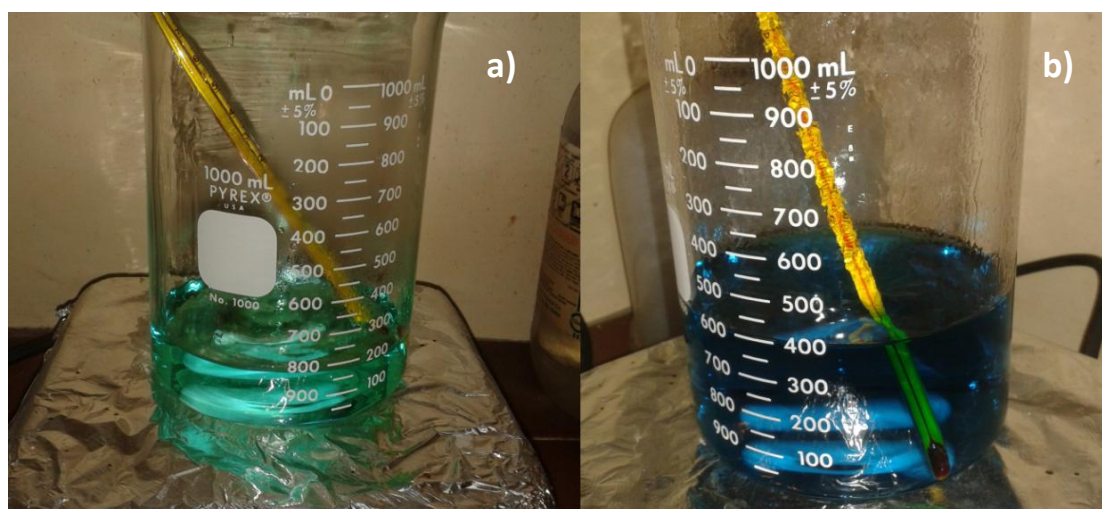 a)
mL 0 1000 mL
± 5% ± 5%
100 900
200 800
1000 mL
PYREX®
USA
300 700
400 600
500 500
No. 1000
600 400
700 300
800 200
900 100
b)
mL 0 1000 mL
± 5% ± 5%
100 900
200 800
300 700
400 600
500 500
600 400
700 300
800 200
900 100